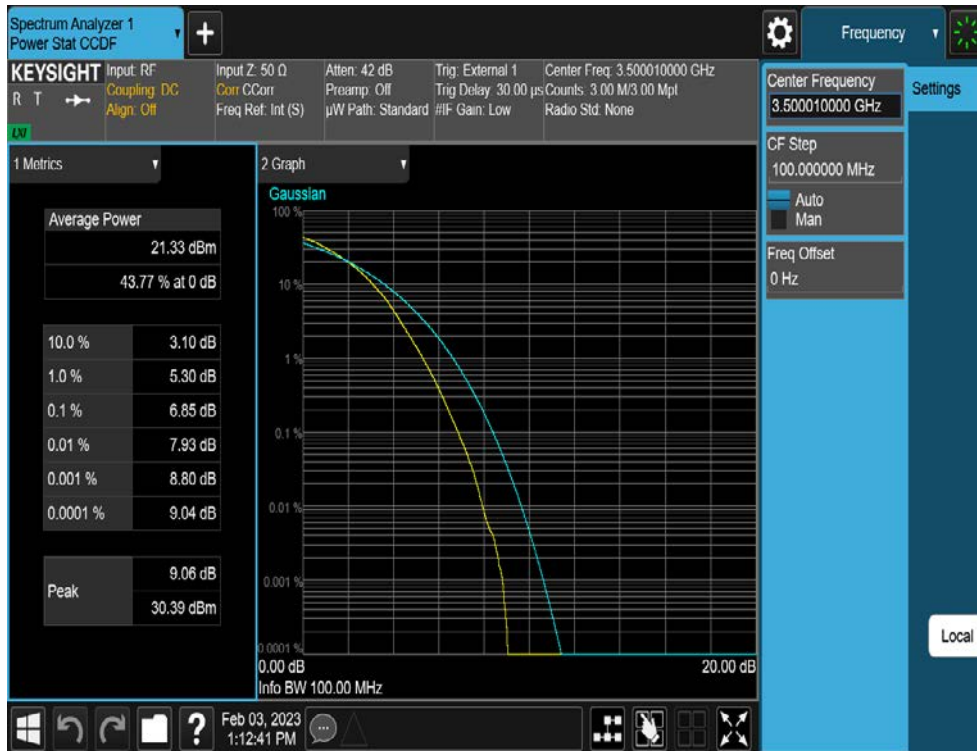 Spectrum Analyzer 1
Power Stat CCDF
Frequency
KEYSIGHT
R T
LXI
Input: RF
Coupling: DC
Align: Off
Input Z: 50 Ω
Corr CCorr
Freq Ref: Int (S)
Atten: 42 dB
Preamp: Off
µW Path: Standard
Trig: External 1
Trig Delay: 30.00 µs
#IF Gain: Low
Center Freq: 3.500010000 GHz
Counts: 3.00 M/3.00 Mpt
Radio Std: None
Center Frequency
3.500010000 GHz
Settings
CF Step
100.000000 MHz
Auto
Man
Freq Offset
0 Hz
Local
1 Metrics
Average Power
21.33 dBm
43.77 % at 0 dB
10.0 % 3.10 dB
1.0 % 5.30 dB
0.1 % 6.85 dB
0.01 % 7.93 dB
0.001 % 8.80 dB
0.0001 % 9.04 dB
Peak
9.06 dB
30.39 dBm
2 Graph
Gaussian
100 %
10 %
1 %
0.1 %
0.01 %
0.001 %
0.0001 %
0.00 dB 20.00 dB
Info BW 100.00 MHz
?
Feb 03, 2023
1:12:41 PM